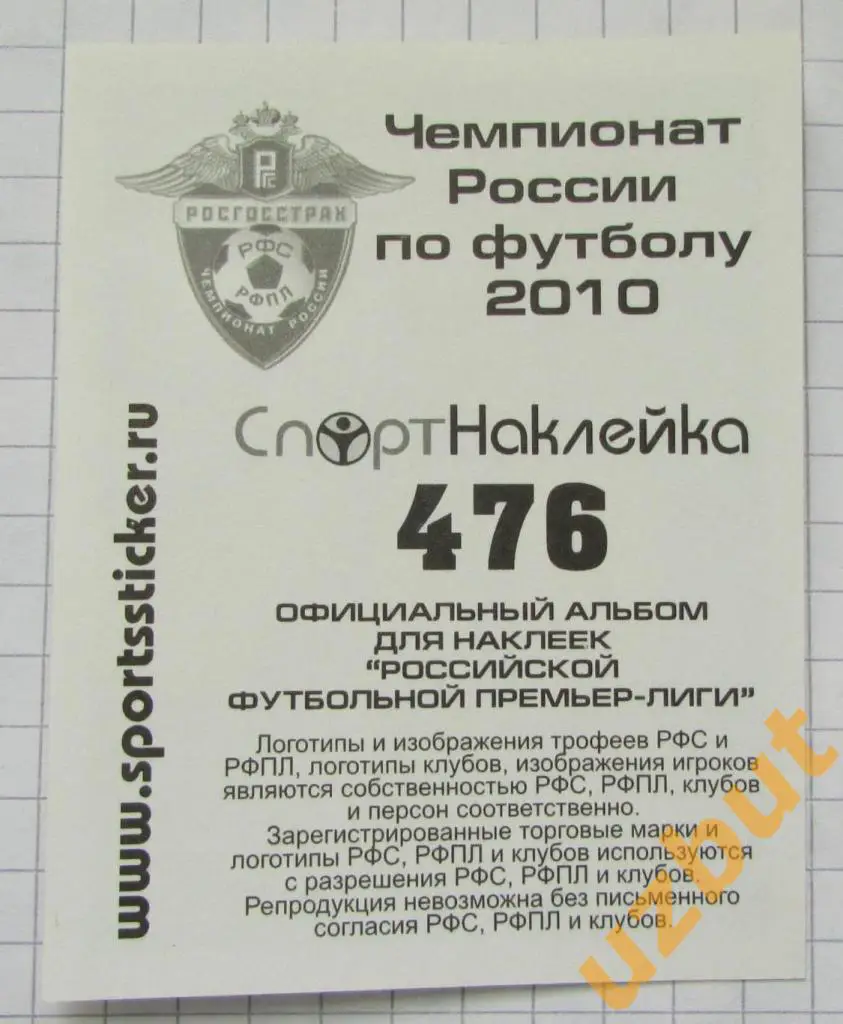 Чемпионат
России
по футболу
2010
РГС
РОСГОССТРАХ
РФС
РФПЛ
ЧЕМПИОНАТ РОССИИ
СпортНаклейка
476
ОФИЦИАЛЬНЫЙ АЛЬБОМ
ДЛЯ НАКЛЕЕК
"РОССИЙСКОЙ
ФУТБОЛЬНОЙ ПРЕМЬЕР-ЛИГИ"
Логотипы и изображения трофеев РФС и
РФПЛ, логотипы клубов, изображения игроков
являются собственностью РФС, РФПЛ, клубов
и персон соответственно.
Зарегистрированные торговые марки и
логотипы РФС, РФПЛ и клубов используются
с разрешения РФС, РФПЛ и клубов.
Репродукция невозможна без письменного
согласия РФС, РФПЛ и клубов.
www.sportssticker.ru
uzbut